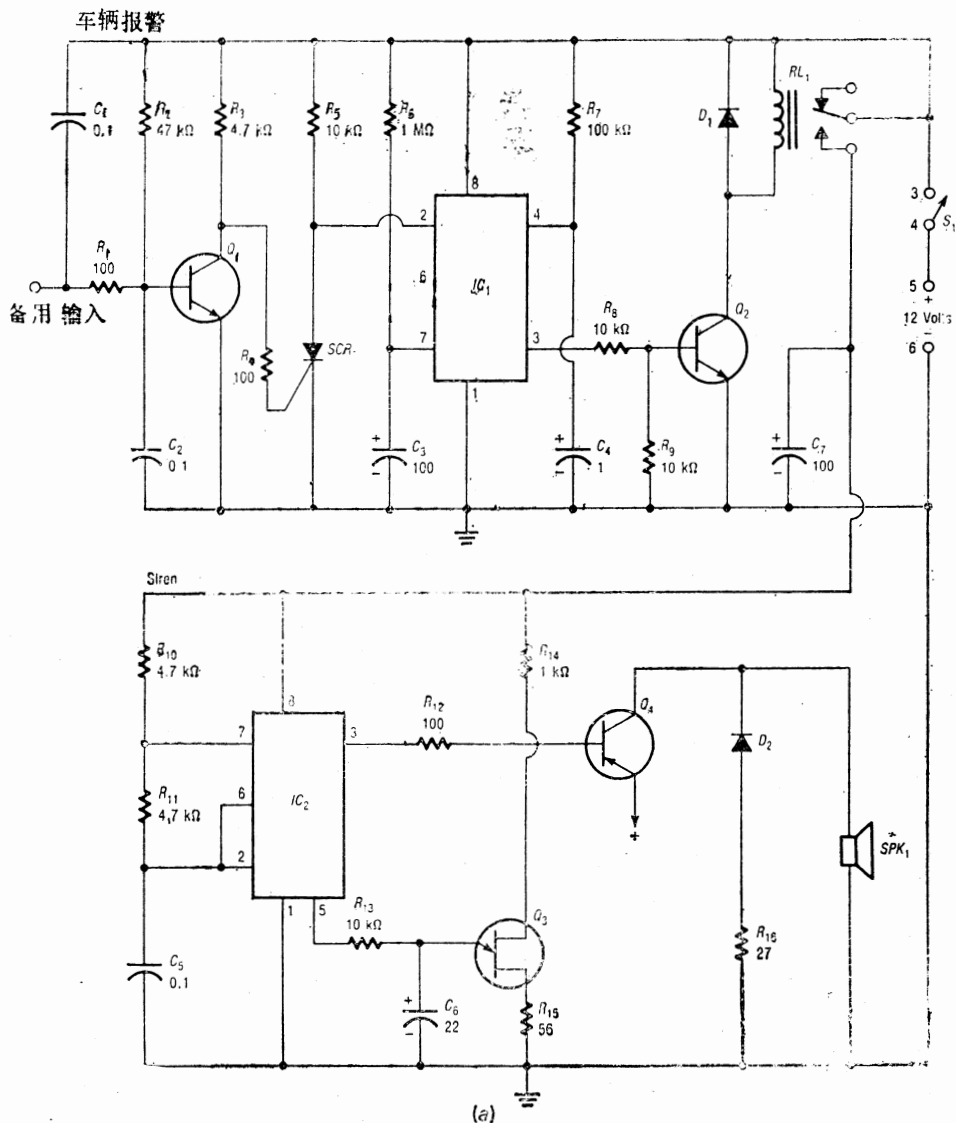 车辆报警
C1
0.1
R2
47 kΩ
R3
4.7 kΩ
R5
10 kΩ
R6
1 MΩ
R7
100 kΩ
D1
RL1
8
2
4
6
IC1
7
3
1
3
4
S1
5
+
12 Volts
−
6
R1
100
Q1
备用输入
R4
100
SCR
R8
10 kΩ
Q2
C2
0.1
+
C3
100
−
+
C4
1
−
R9
10 kΩ
+
C7
100
−
Siren
R10
4.7 kΩ
R14
1 kΩ
8
7
3
R12
100
Q4
D2
R11
4,7 kΩ
6
IC2
2
+
SPK1
1
5
R13
10 kΩ
Q3
R16
27
C5
0.1
+
C6
22
−
R15
56
(a)